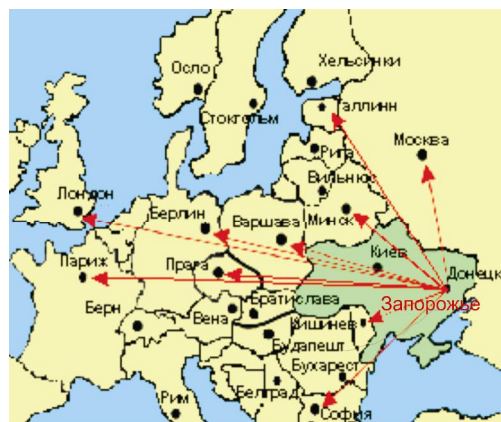 Хельсинки
Осло
Таллинн
Стокгольм
Москва
Рига
Вильнюс
Лондон
Берлин
Варшава
Минск
Киев
Париж
Прага
Донецк
Запорожье
Братислава
Берн
Вена
Кишинев
Будапешт
Бухарест
Белград
Рим
София